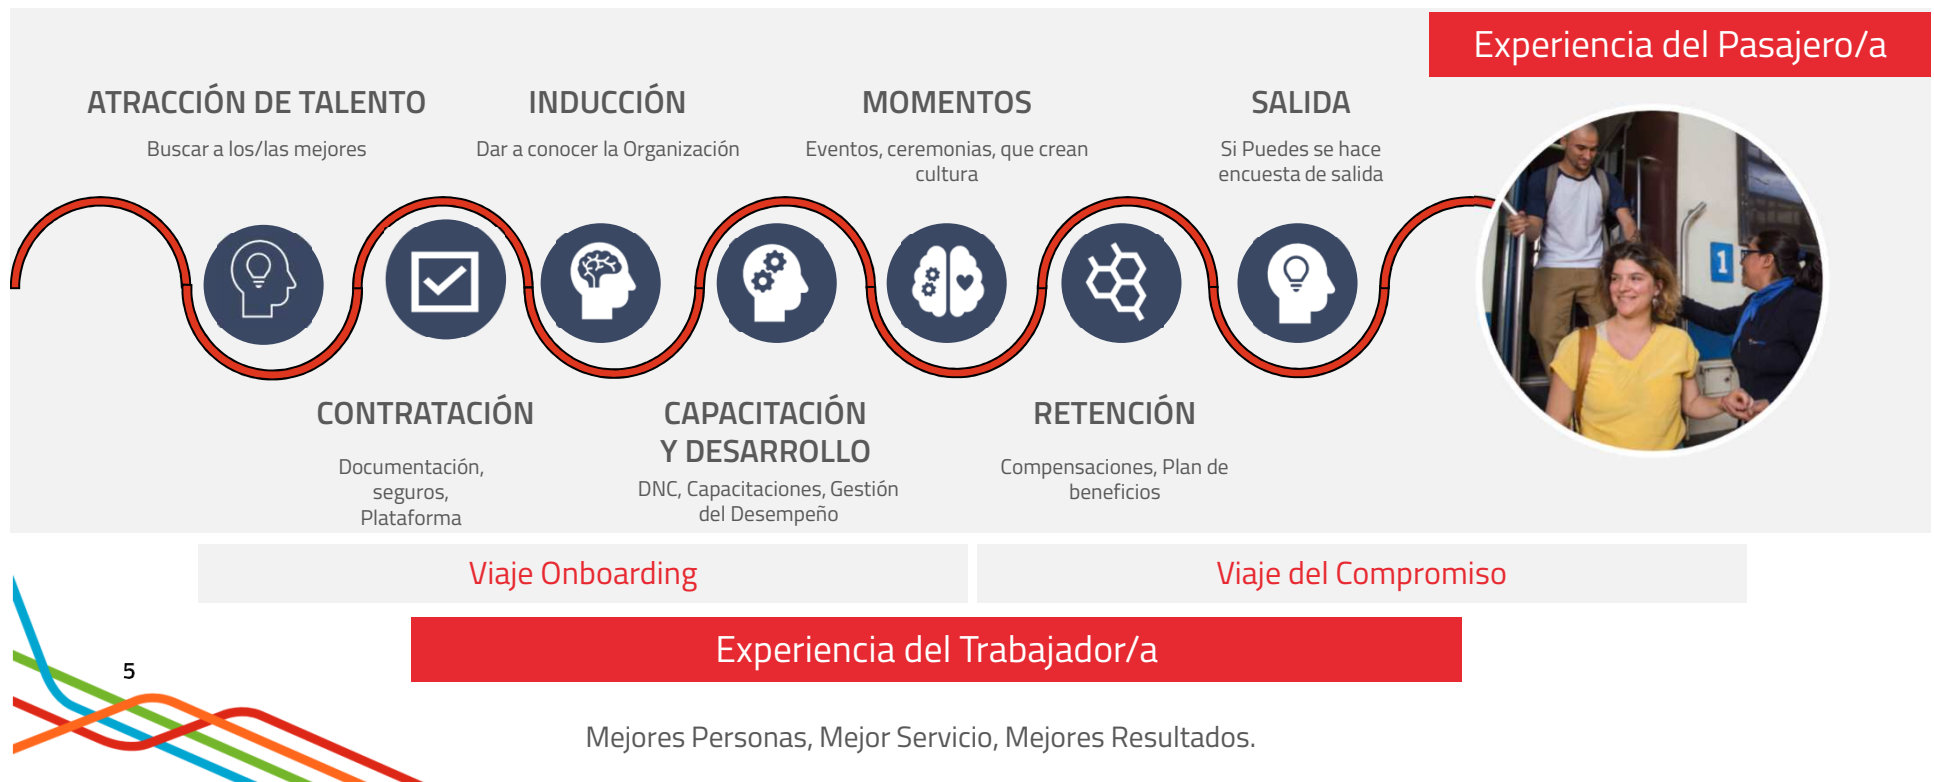 Experiencia del Pasajero/a
ATRACCIÓN DE TALENTO
Buscar a los/las mejores
INDUCCIÓN
Dar a conocer la Organización
MOMENTOS
Eventos, ceremonias, que crean
cultura
SALIDA
Si Puedes se hace
encuesta de salida
1
CONTRATACIÓN
Documentación,
seguros,
Plataforma
CAPACITACIÓN
Y DESARROLLO
DNC, Capacitaciones, Gestión
del Desempeño
RETENCIÓN
Compensaciones, Plan de
beneficios
Viaje Onboarding
Viaje del Compromiso
Experiencia del Trabajador/a
5
Mejores Personas, Mejor Servicio, Mejores Resultados.